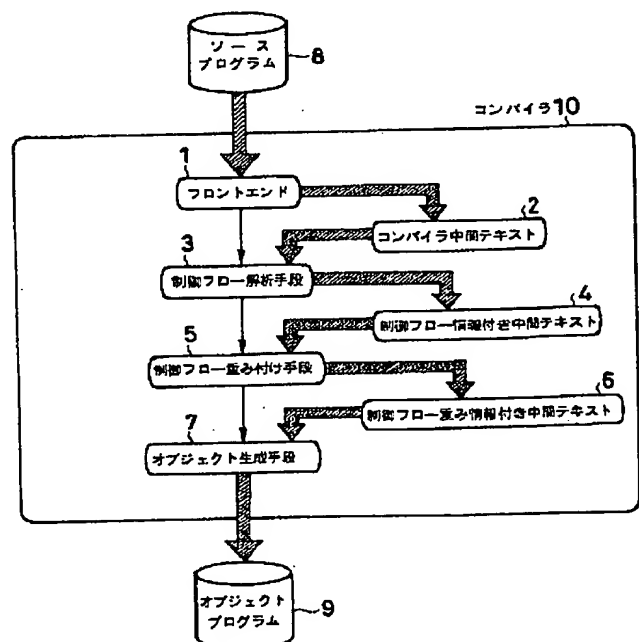 ソース
プログラム
8
コンパイラ10
1
フロントエンド
2
コンパイラ中間テキスト
3
制御フロー解析手段
4
制御フロー情報付き中間テキスト
5
制御フロー重み付け手段
6
制御フロー重み情報付き中間テキスト
7
オブジェクト生成手段
オブジェクト
プログラム
9